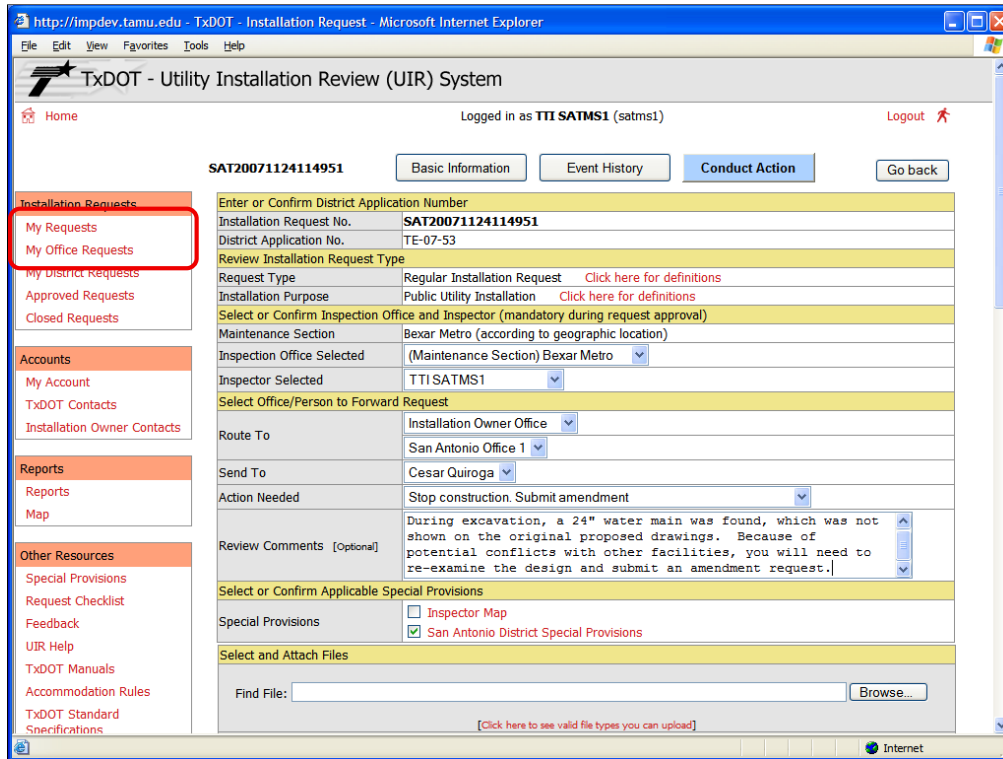 http://impdev.tamu.edu - TxDOT - Installation Request - Microsoft Internet Explorer
File Edit View Favorites Tools Help
TxDOT - Utility Installation Review (UIR) System
Home
Logged in as TTI SATMS1 (satms1)
Logout
SAT20071124114951
Basic Information
Event History
Conduct Action
Go back
Installation Requests
My Requests
My Office Requests
My District Requests
Approved Requests
Closed Requests
Accounts
My Account
TxDOT Contacts
Installation Owner Contacts
Reports
Reports
Map
Other Resources
Special Provisions
Request Checklist
Feedback
UIR Help
TxDOT Manuals
Accommodation Rules
TxDOT Standard
Specifications
Enter or Confirm District Application Number
Installation Request No. SAT20071124114951
District Application No. TE-07-53
Review Installation Request Type
Request Type Regular Installation Request Click here for definitions
Installation Purpose Public Utility Installation Click here for definitions
Select or Confirm Inspection Office and Inspector (mandatory during request approval)
Maintenance Section Bexar Metro (according to geographic location)
Inspection Office Selected (Maintenance Section) Bexar Metro
Inspector Selected TTI SATMS1
Select Office/Person to Forward Request
Route To
Installation Owner Office
San Antonio Office 1
Send To Cesar Quiroga
Action Needed Stop construction. Submit amendment
Review Comments [Optional]
During excavation, a 24" water main was found, which was not
shown on the original proposed drawings. Because of
potential conflicts with other facilities, you will need to
re-examine the design and submit an amendment request.
Select or Confirm Applicable Special Provisions
Special Provisions
Inspector Map
San Antonio District Special Provisions
Select and Attach Files
Find File:
Browse...
[Click here to see valid file types you can upload]
Internet